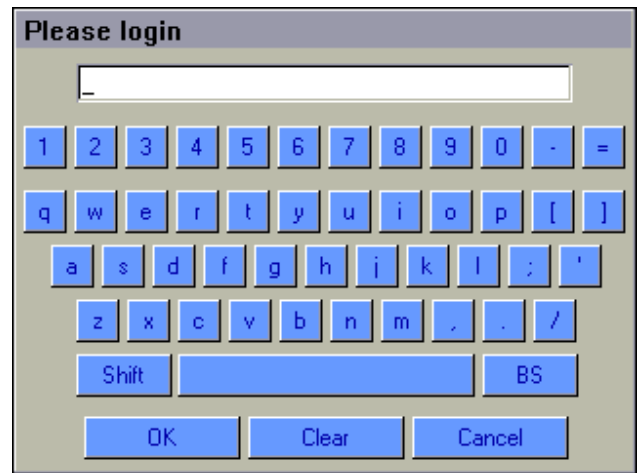 Please login
_
1 2 3 4 5 6 7 8 9 0 - =
q w e r t y u i o p [ ]
a s d f g h j k l ; '
z x c v b n m , . /
Shift BS
OK Clear Cancel